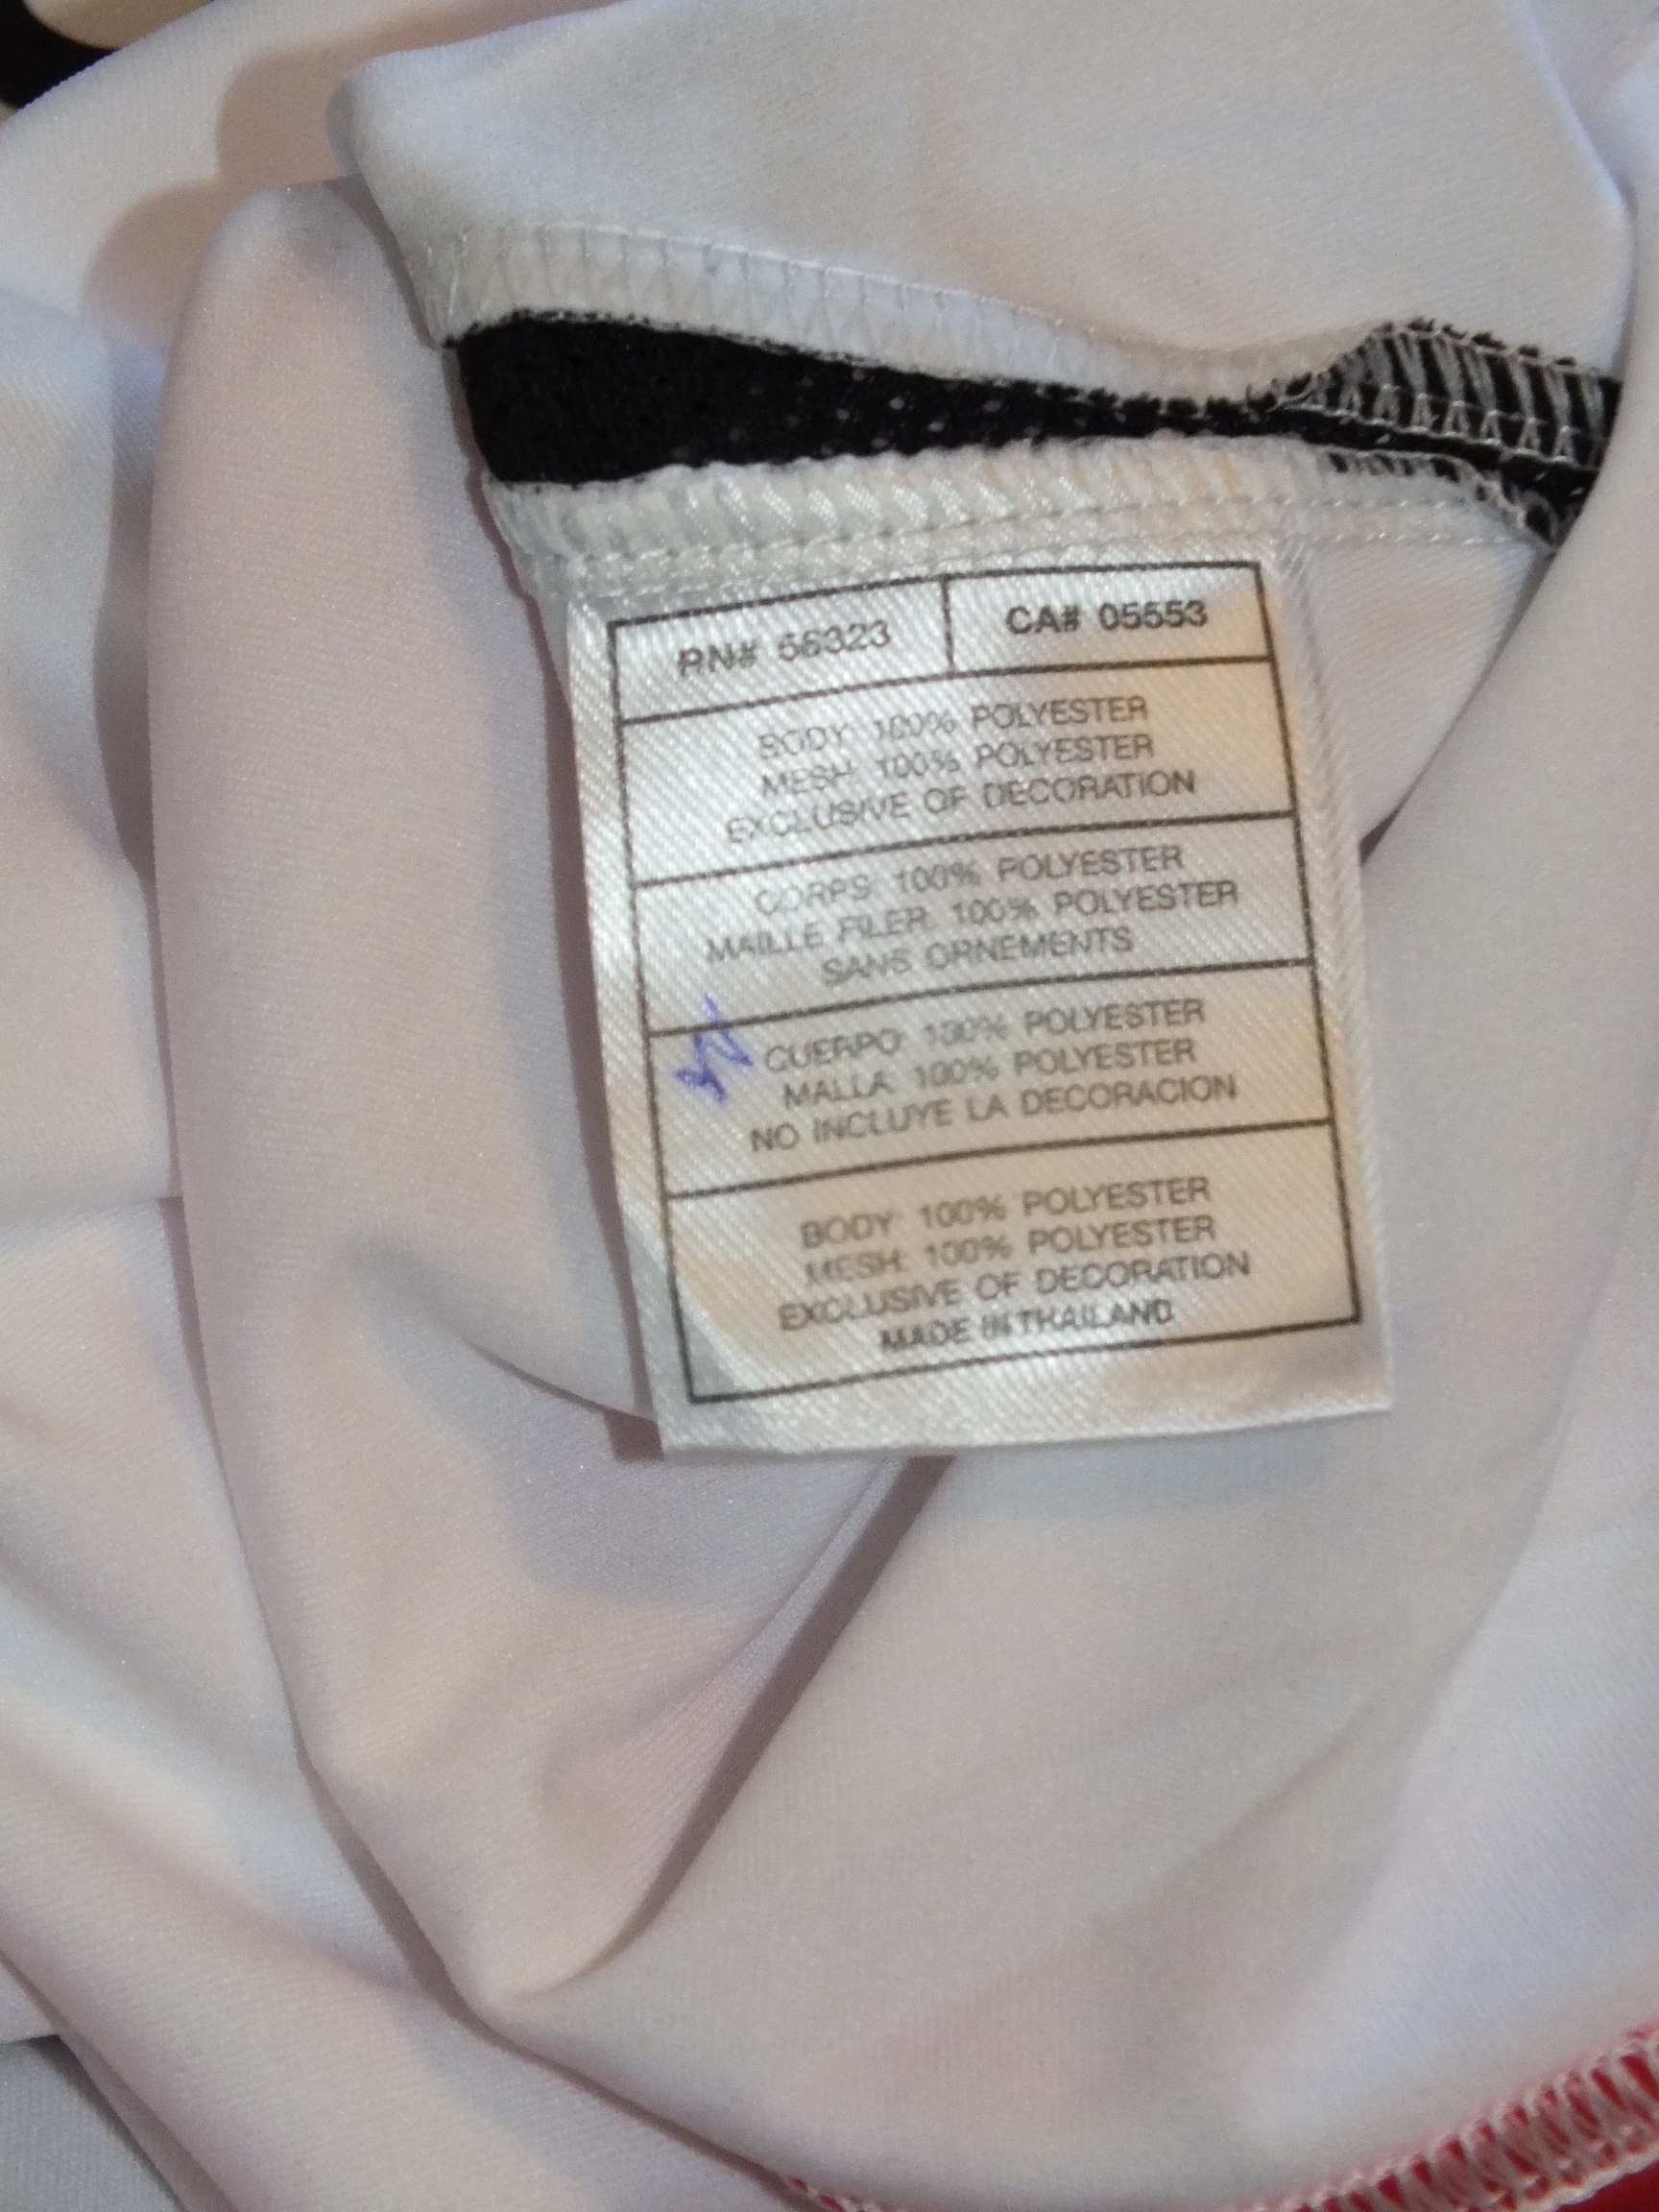 RN# 56323
CA# 05553
BODY: 100% POLYESTER
MESH: 100% POLYESTER
EXCLUSIVE OF DECORATION
CORPS: 100% POLYESTER
MAILLE FILER: 100% POLYESTER
SANS ORNEMENTS
CUERPO: 100% POLYESTER
MALLA: 100% POLYESTER
NO INCLUYE LA DECORACION
BODY: 100% POLYESTER
MESH: 100% POLYESTER
EXCLUSIVE OF DECORATION
MADE IN THAILAND